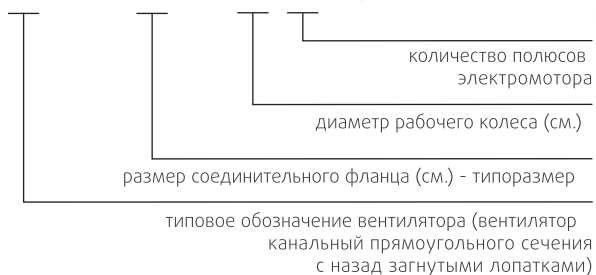 количество полюсов
электромотора
диаметр рабочего колеса (см.)
размер соединительного фланца (см.) - типоразмер
типовое обозначение вентилятора (вентилятор
канальный прямоугольного сечения
с назад загнутыми лопатками)